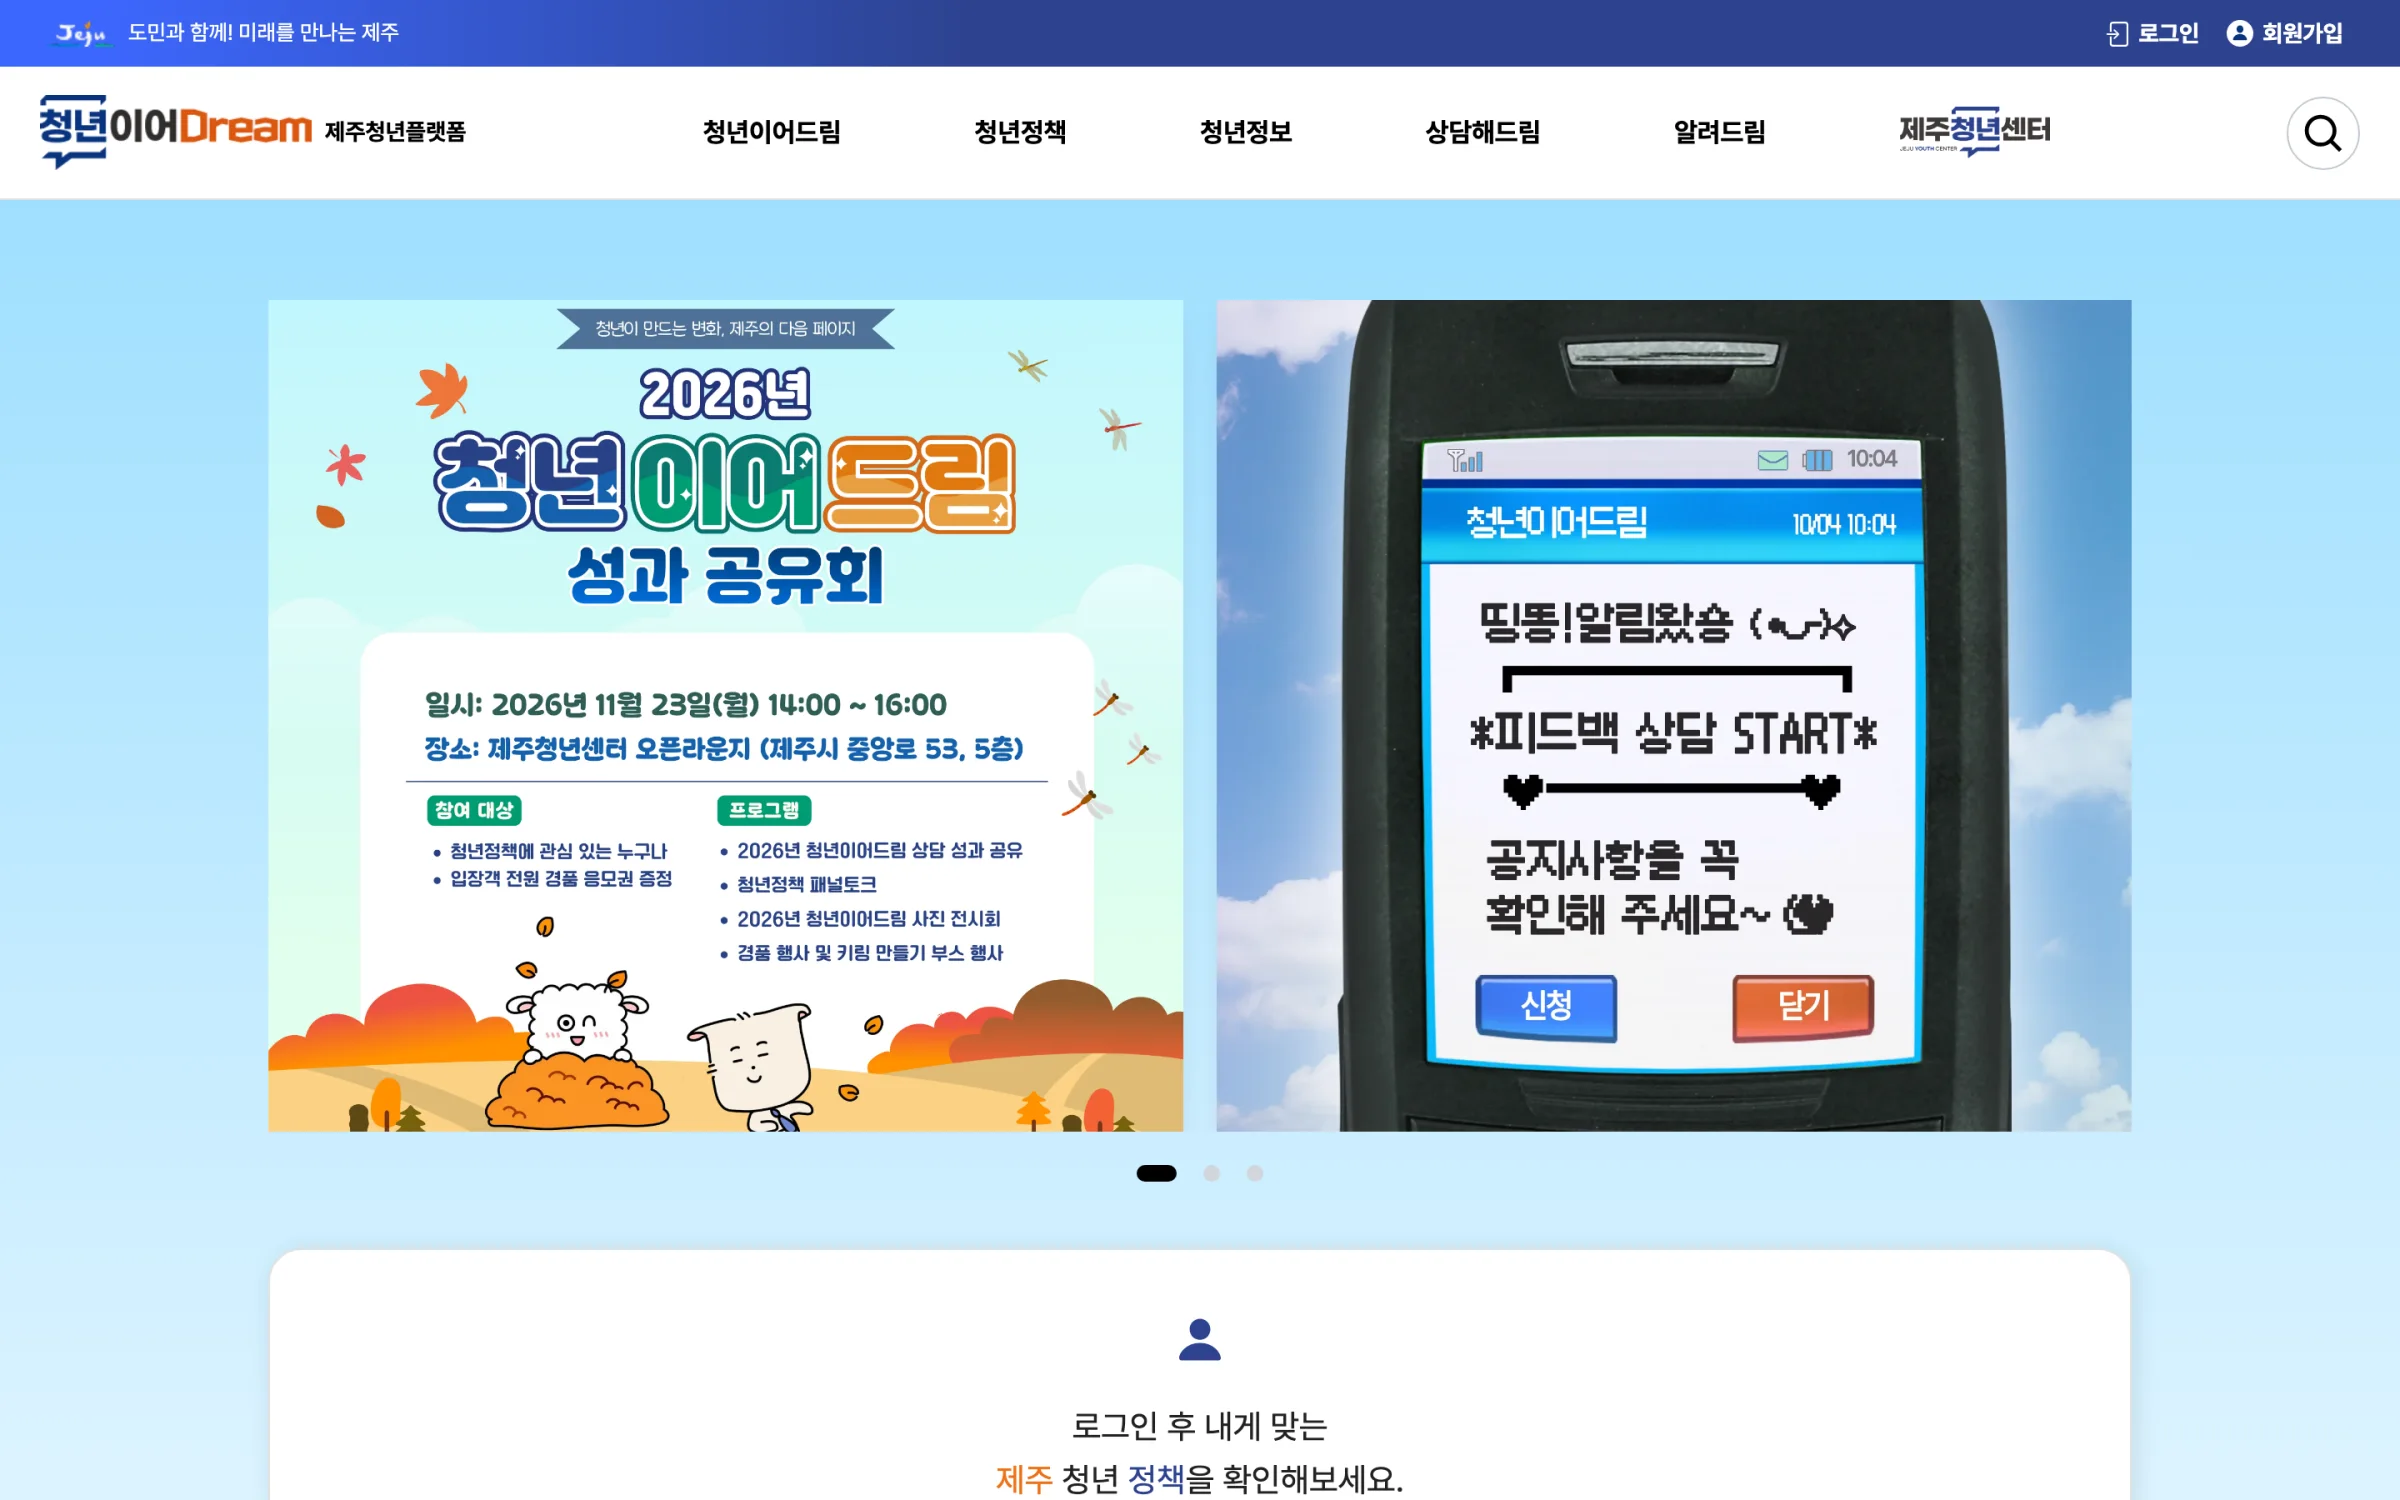 Jeju 도민과 함께! 미래를 만나는 제주
로그인
회원가입
청년이어Dream 제주청년플랫폼
청년이어드림
청년정책
청년정보
상담해드림
알려드림
제주청년센터
JEJU YOUTH CENTER
청년이 만드는 변화, 제주의 다음 페이지
2026년
청년이어드림
성과 공유회
일시: 2026년 11월 23일(월) 14:00 ~ 16:00
장소: 제주청년센터 오픈라운지 (제주시 중앙로 53, 5층)
참여 대상
• 청년정책에 관심 있는 누구나
• 입장객 전원 경품 응모권 증정
프로그램
• 2026년 청년이어드림 상담 성과 공유
• 청년정책 패널토크
• 2026년 청년이어드림 사진 전시회
• 경품 행사 및 키링 만들기 부스 행사
10:04
청년이어드림 10/04 10:04
띵똥!알림왔숑
*피드백 상담 START*
공지사항을 꼭
확인해 주세요~
신청
닫기
로그인 후 내게 맞는
제주 청년 정책을 확인해보세요.